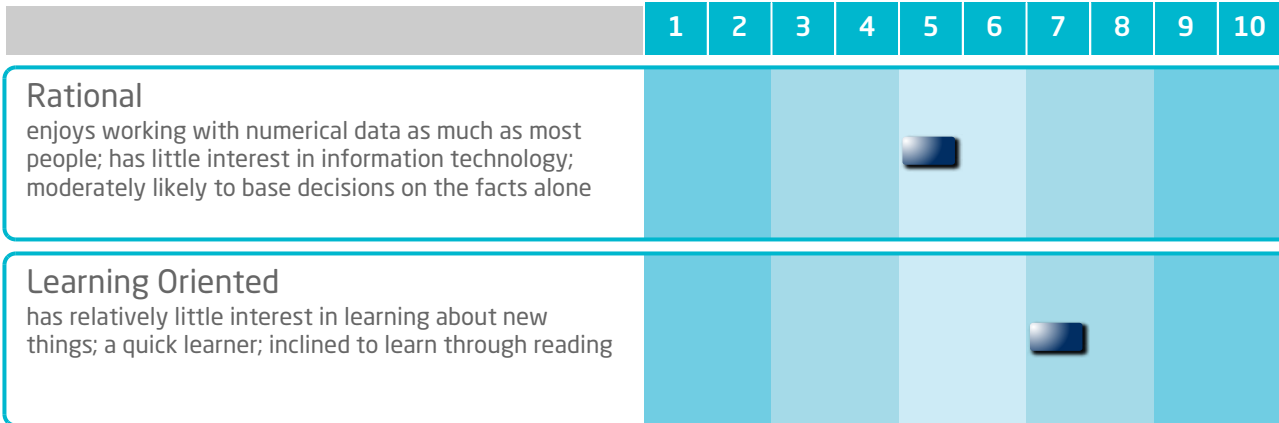 1 2 3 4 5 6 7 8 9 10
Rational
enjoys working with numerical data as much as most
people; has little interest in information technology;
moderately likely to base decisions on the facts alone
Learning Oriented
has relatively little interest in learning about new
things; a quick learner; inclined to learn through reading